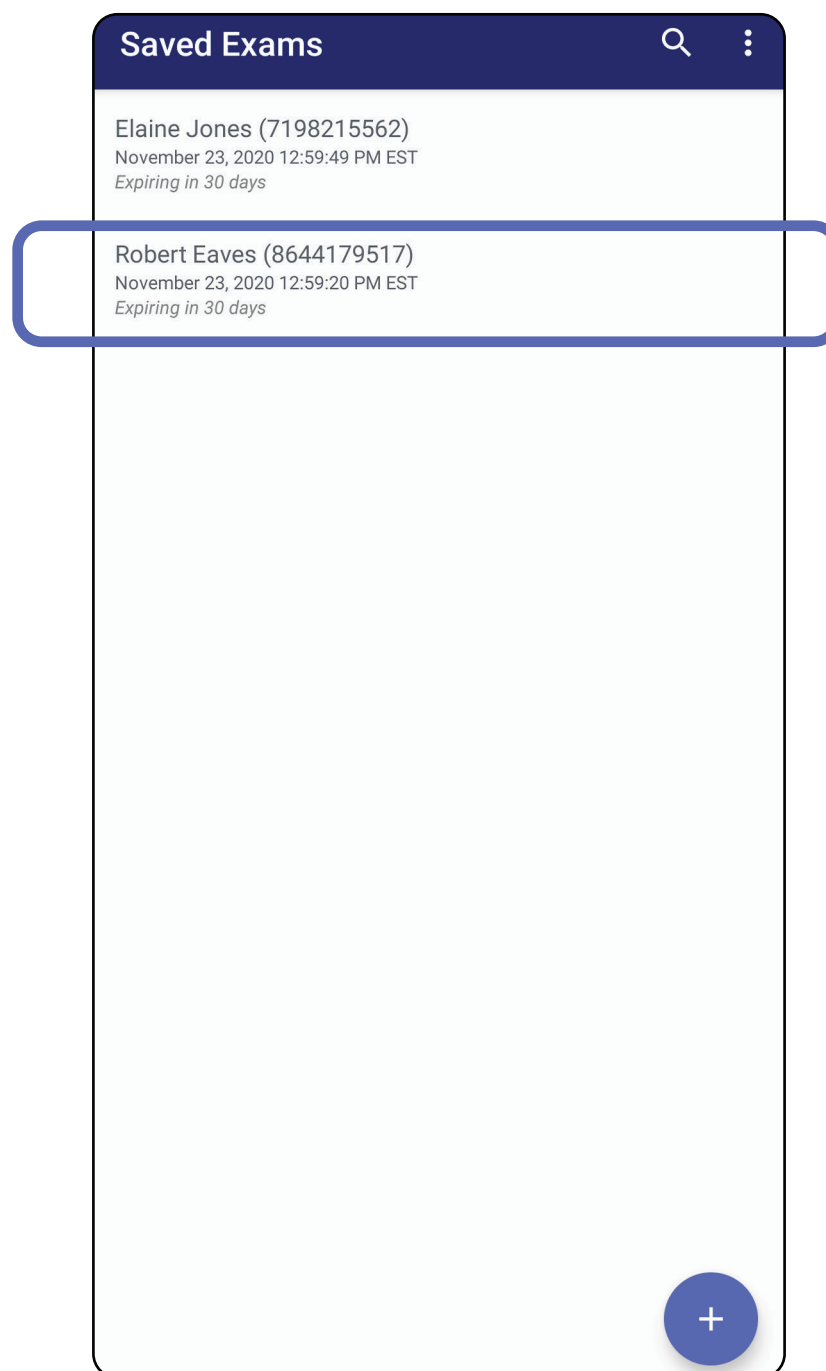 Saved Exams
Elaine Jones (7198215562)
November 23, 2020 12:59:49 PM EST
Expiring in 30 days
Robert Eaves (8644179517)
November 23, 2020 12:59:20 PM EST
Expiring in 30 days
+